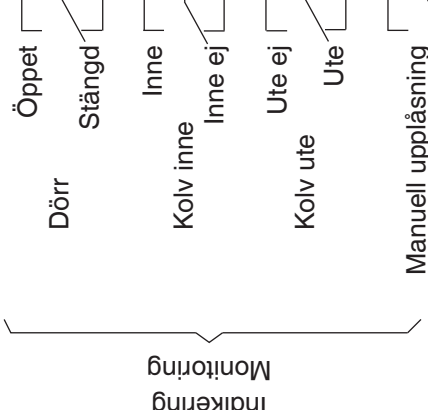 Öppet
Dörr
Stängd
Inne
Kolv inne
Inne ej
Ute ej
Kolv ute
Ute
Manuell upplåsning
Monitoring
Indikering